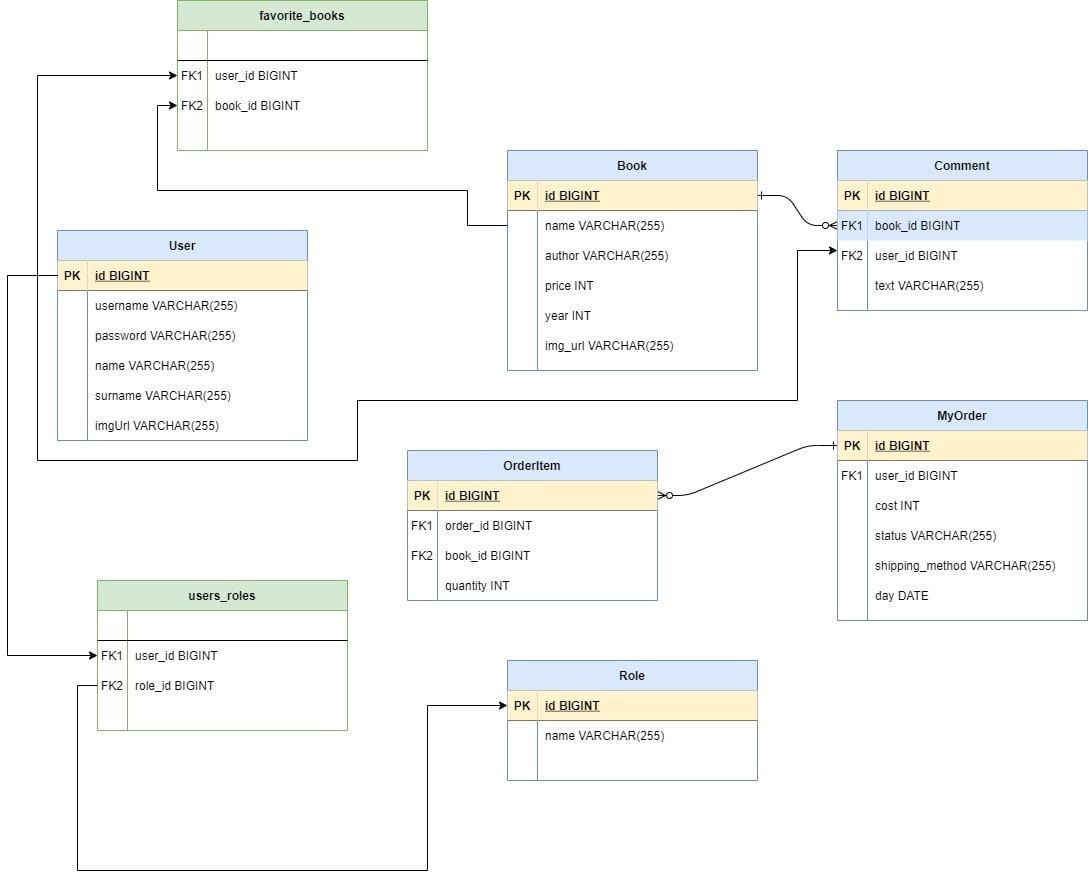 favorite_books
FK1 user_id BIGINT
FK2 book_id BIGINT
Book
PK id BIGINT
name VARCHAR(255)
author VARCHAR(255)
price INT
year INT
img_url VARCHAR(255)
Comment
PK id BIGINT
FK1 book_id BIGINT
FK2 user_id BIGINT
text VARCHAR(255)
User
PK id BIGINT
username VARCHAR(255)
password VARCHAR(255)
name VARCHAR(255)
surname VARCHAR(255)
imgUrl VARCHAR(255)
MyOrder
PK id BIGINT
FK1 user_id BIGINT
cost INT
status VARCHAR(255)
shipping_method VARCHAR(255)
day DATE
OrderItem
PK id BIGINT
FK1 order_id BIGINT
FK2 book_id BIGINT
quantity INT
users_roles
FK1 user_id BIGINT
FK2 role_id BIGINT
Role
PK id BIGINT
name VARCHAR(255)